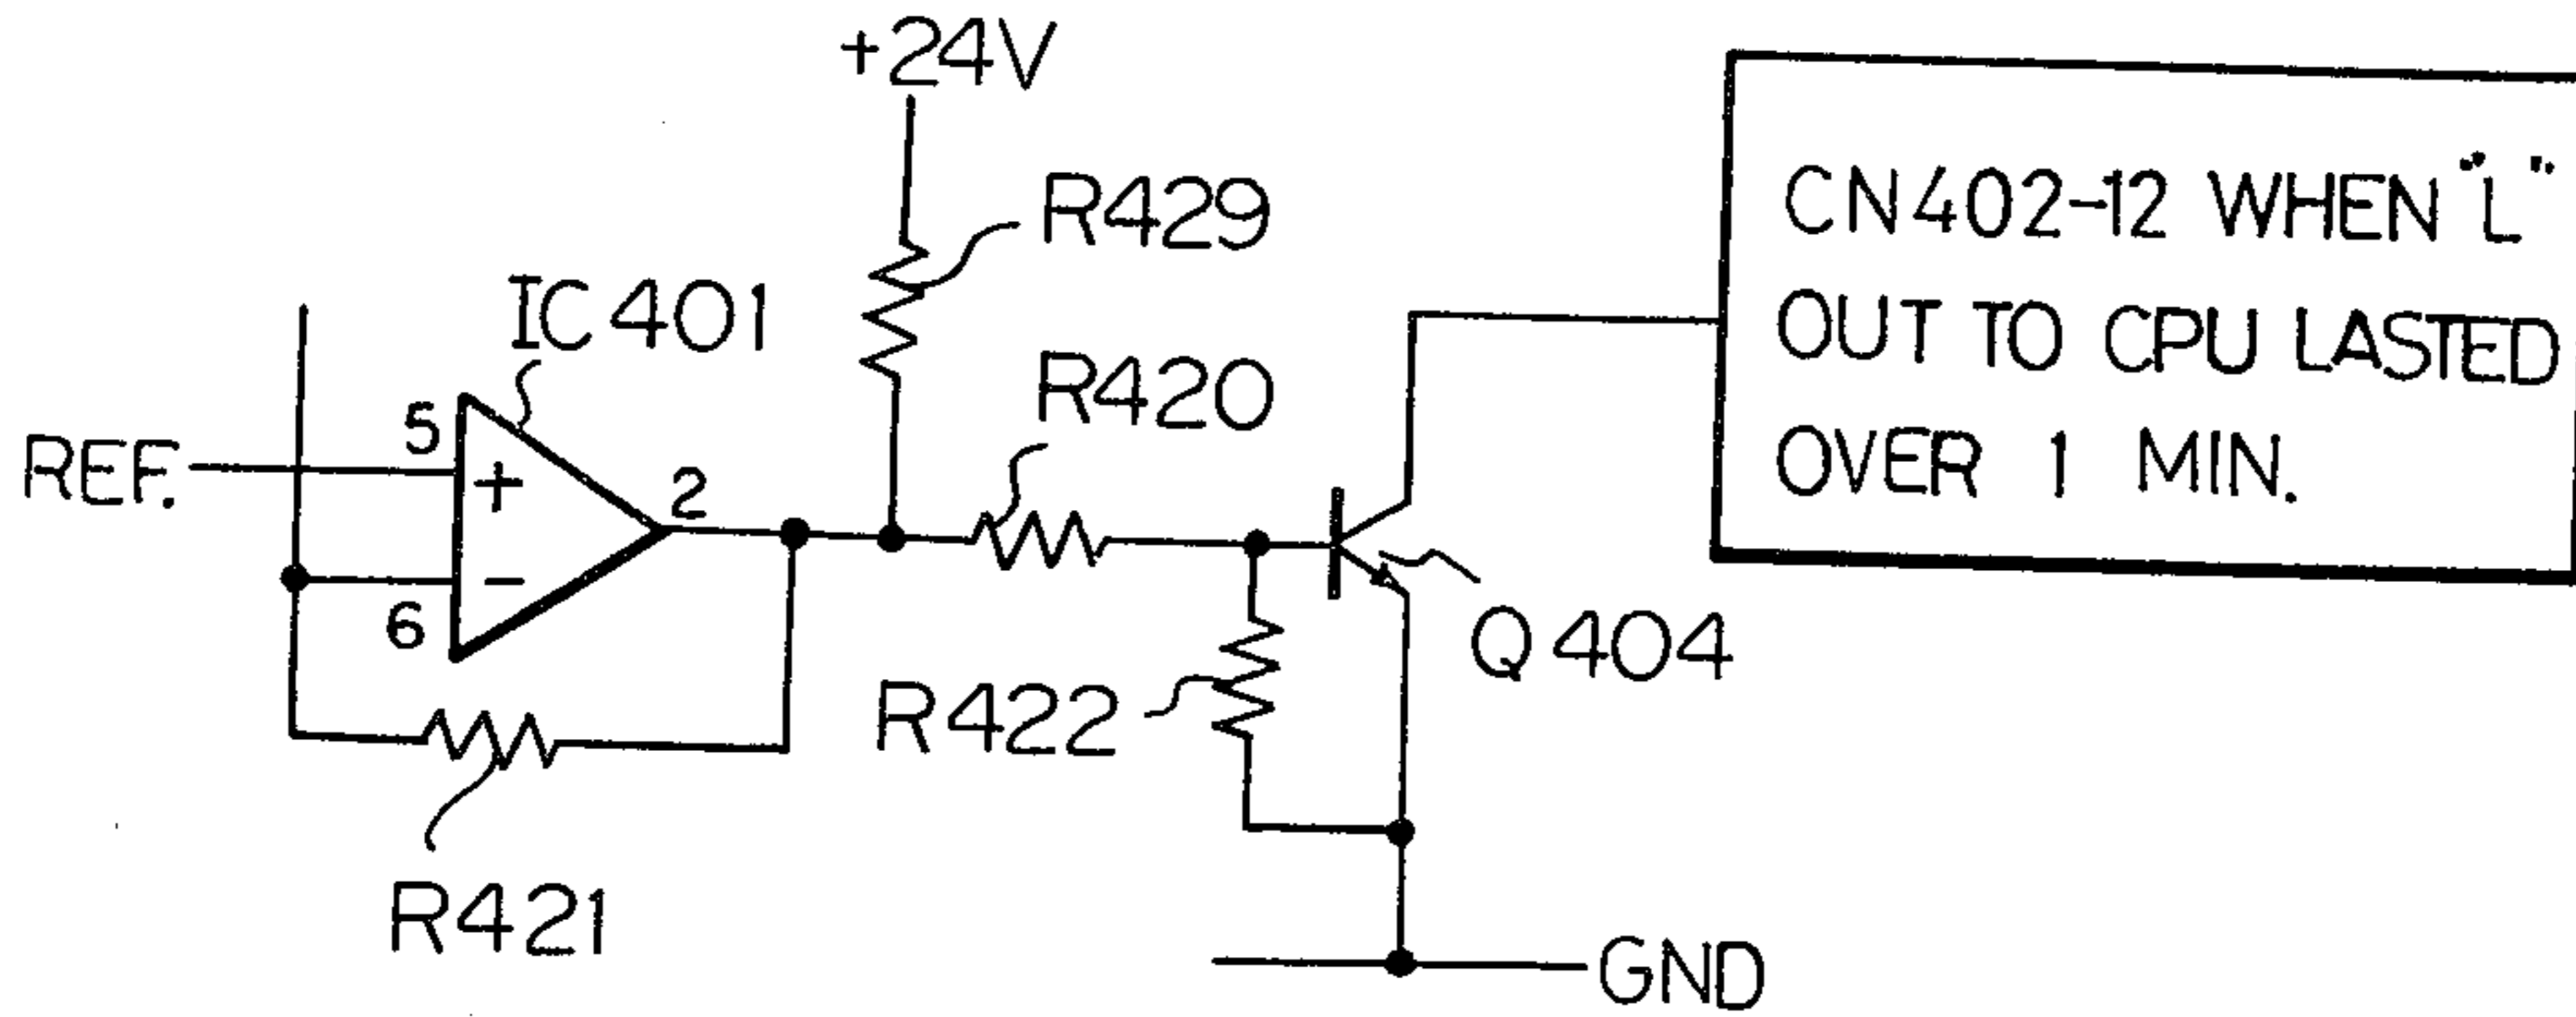 +24V
R429
IC401
R420
REF.
5
+
2
-
6
CN402-12 WHEN "L"
OUT TO CPU LASTED
OVER 1 MIN.
Q404
R422
R421
GND